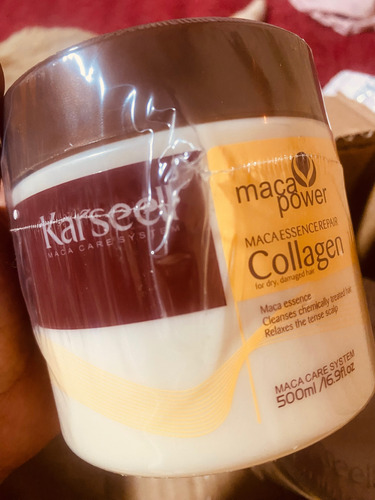 Karseell
MACA CARE SYSTEM
maca
power
MACA ESSENCE REPAIR
Collagen
for dry, damaged hair
Maca essence
Cleanses chemically treated hair
Relaxes the tense scalp
MACA CARE SYSTEM
500ml /16.9fl.oz